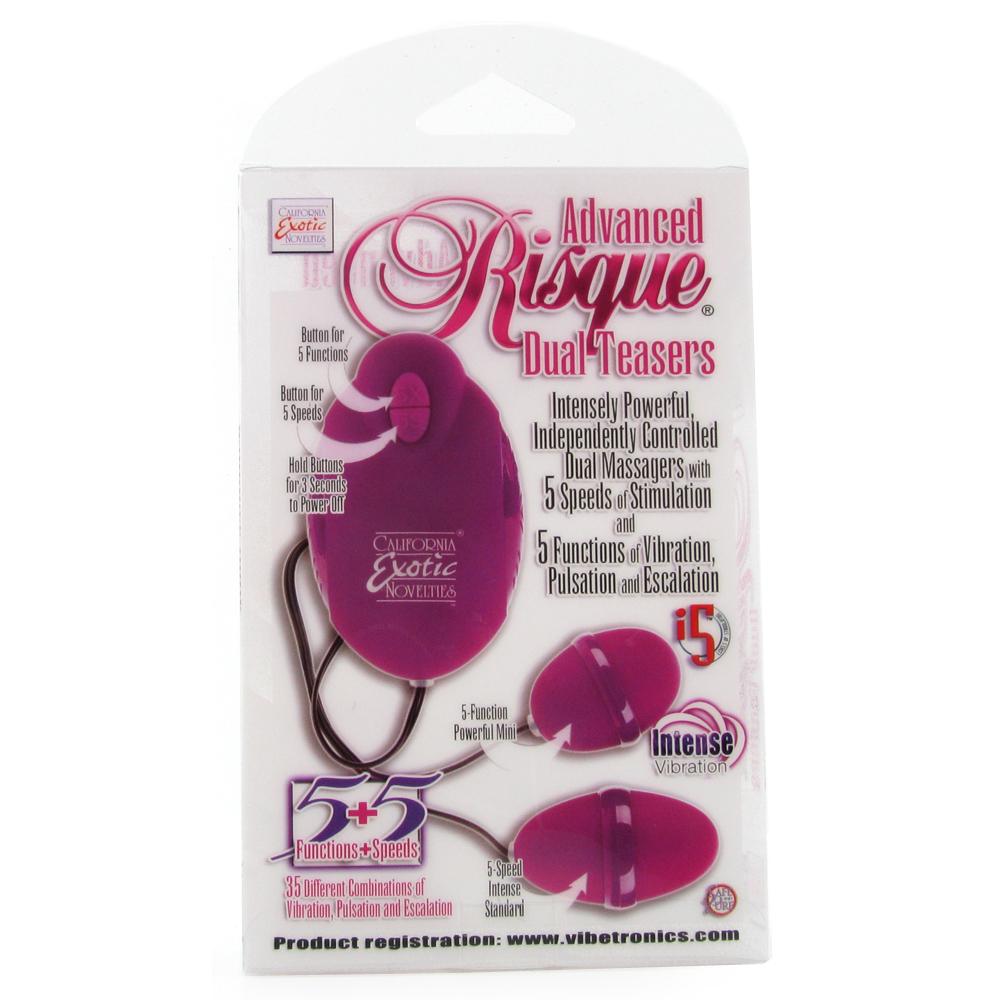 CALIFORNIA
Exotic
NOVELTIES
Advanced
Risque®
Dual Teasers
Button for
5 Functions
Button for
5 Speeds
Hold Buttons
for 3 Seconds
to Power Off
Intensely Powerful,
Independently Controlled
Dual Massagers with
5 Speeds of Stimulation
and
5 Functions of Vibration,
Pulsation and Escalation
CALIFORNIA®
Exotic
NOVELTIES™
i5
5-Function
Powerful Mini
Intense
Vibration
5+5
Functions+Speeds
35 Different Combinations of
Vibration, Pulsation and Escalation
5-Speed
Intense
Standard
Product registration: www.vibetronics.com